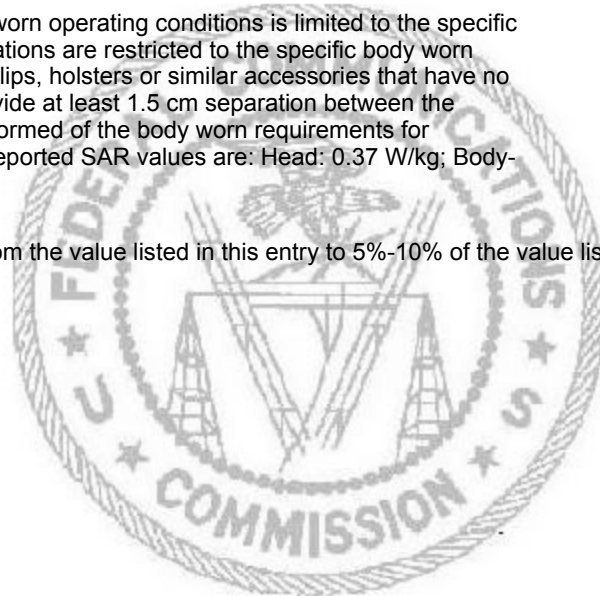 worn operating conditions is limited to the specific
ations are restricted to the specific body worn
lips, holsters or similar accessories that have no
vide at least 1.5 cm separation between the
ormed of the body worn requirements for
eported SAR values are: Head: 0.37 W/kg; Body-
om the value listed in this entry to 5%-10% of the value lis
FEDERAL COMMUNICATIONS
U S
COMMISSION